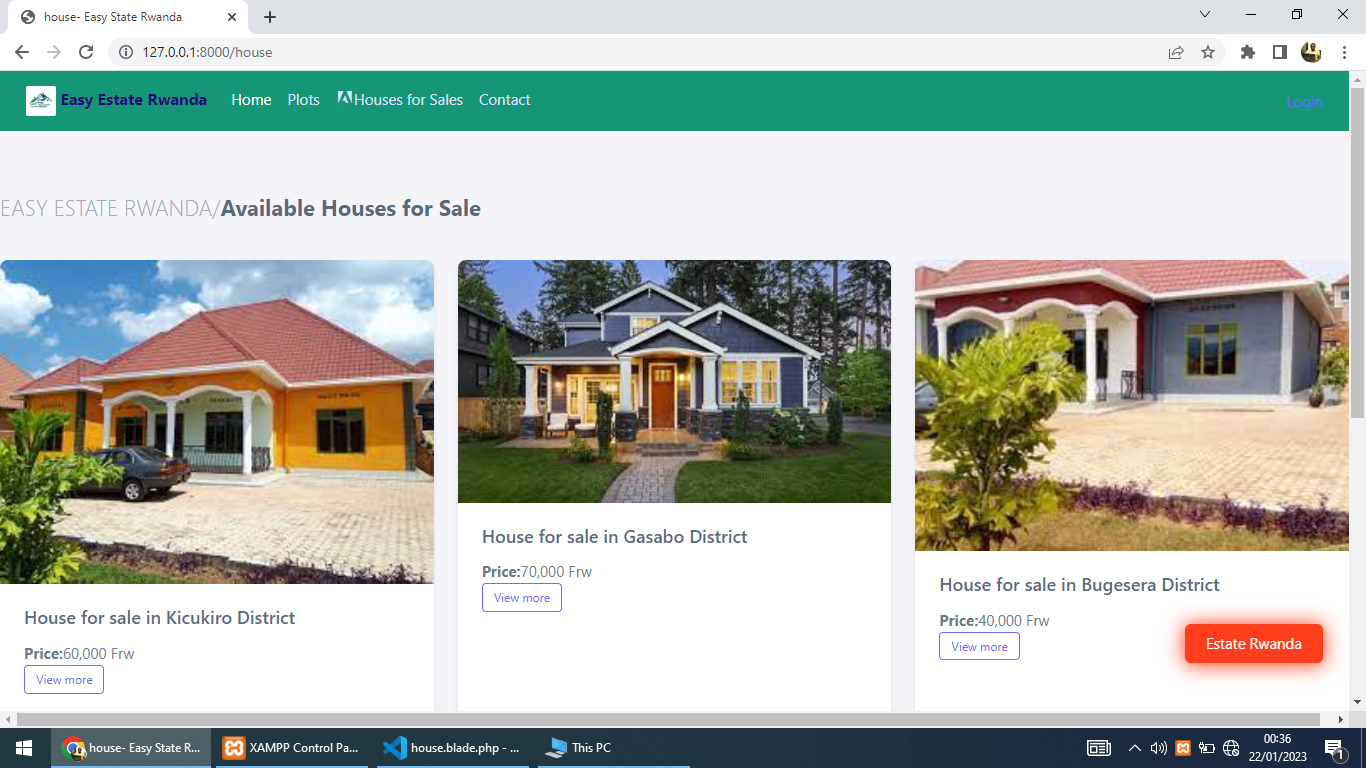 house- Easy State Rwanda
127.0.0.1:8000/house
Easy Estate Rwanda Home Plots Houses for Sales Contact Login
EASY ESTATE RWANDA/Available Houses for Sale
House for sale in Kicukiro District
Price:60,000 Frw
View more
House for sale in Gasabo District
Price:70,000 Frw
View more
House for sale in Bugesera District
Price:40,000 Frw
View more
Estate Rwanda
house- Easy State R...
XAMPP Control Pa...
house.blade.php - ...
This PC
00:36
22/01/2023
1